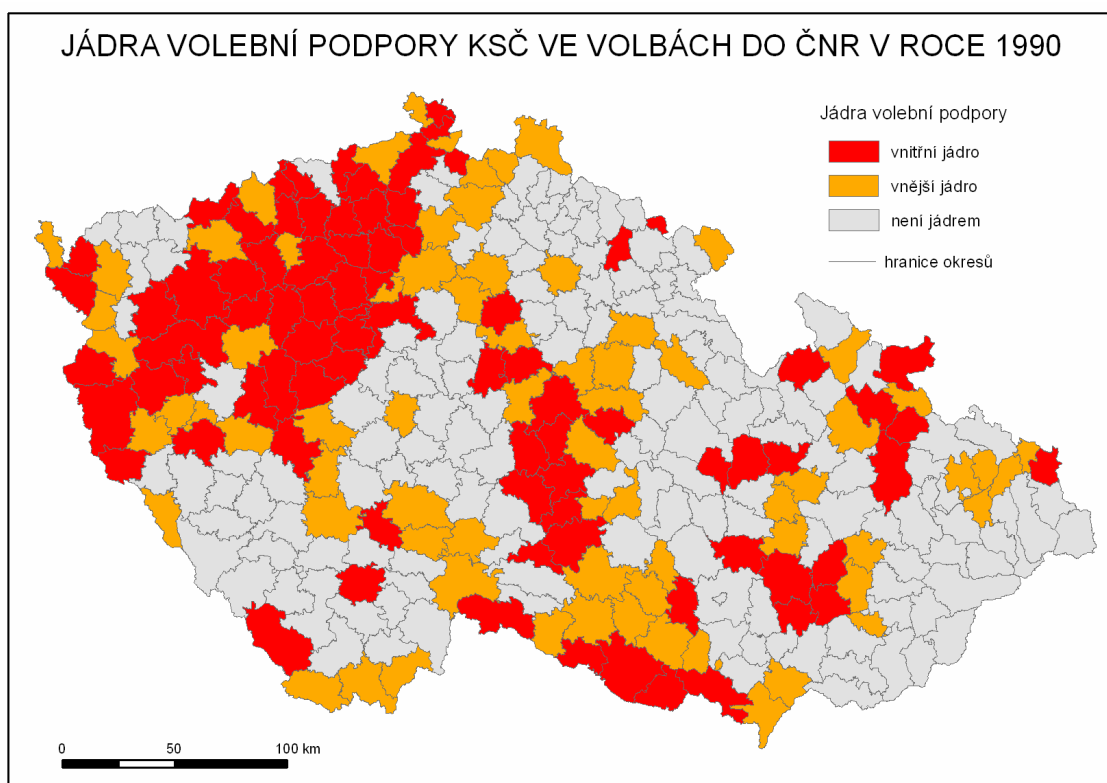 JÁDRA VOLEBNÍ PODPORY KSČ VE VOLBÁCH DO ČNR V ROCE 1990
Jádra volební podpory
vnitřní jádro
vnější jádro
není jádrem
hranice okresů
0 50 100 km